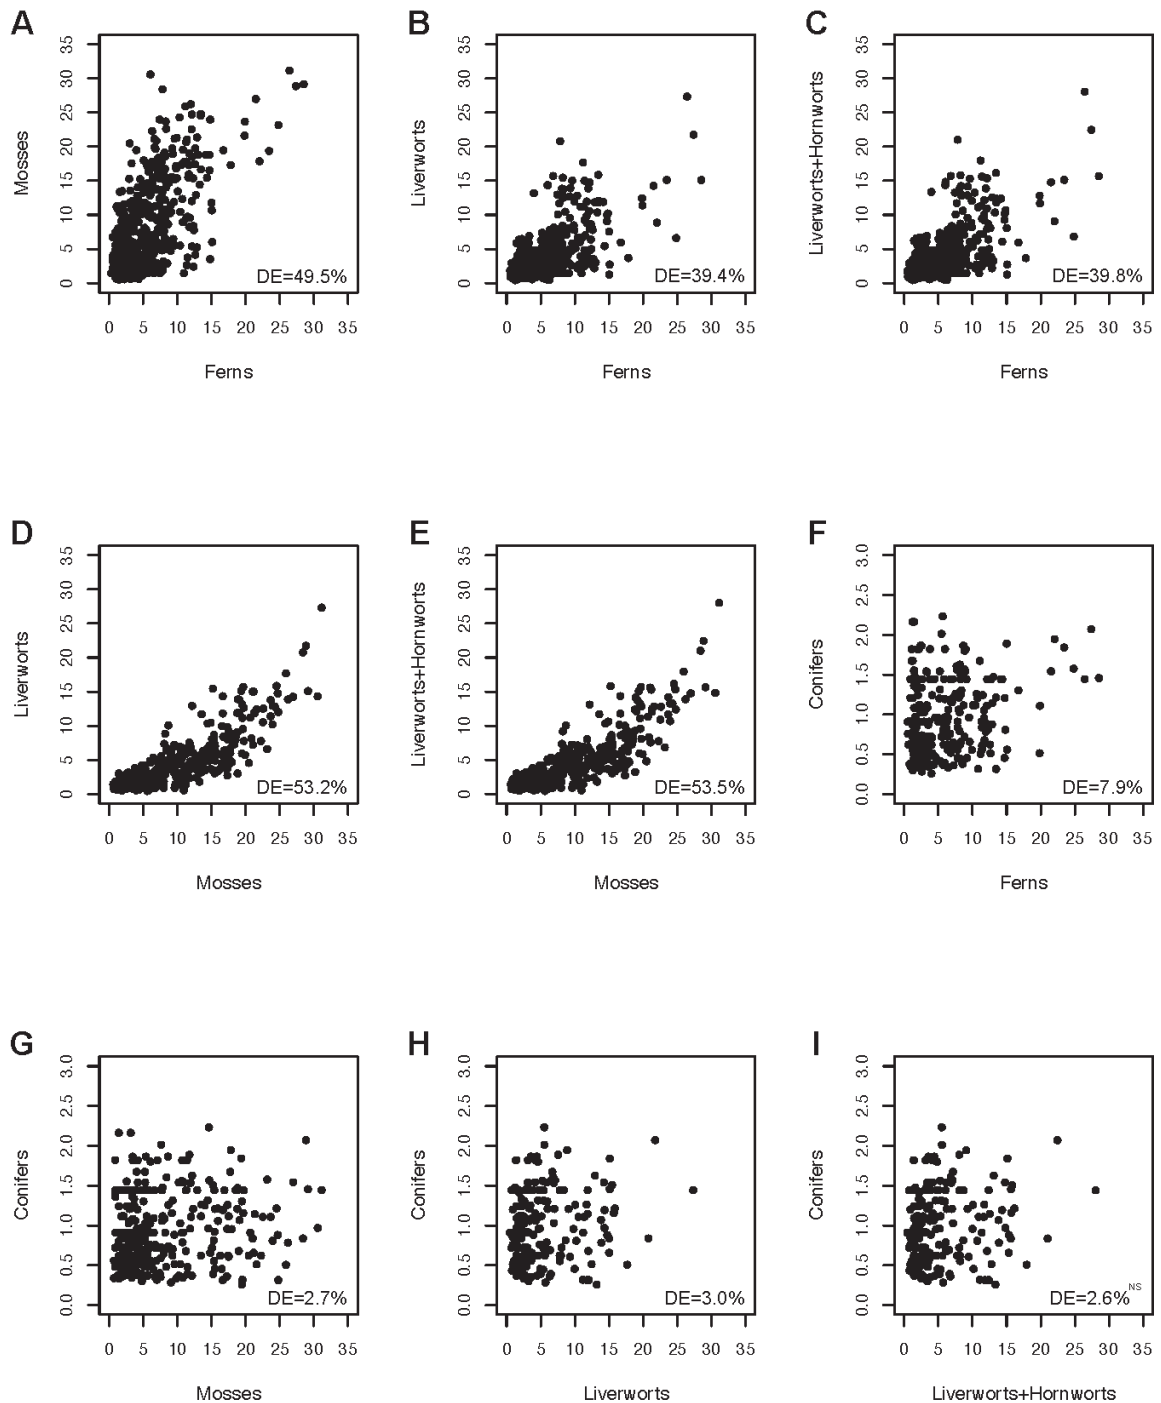 A
B
C
35
30
25
20
15
10
5
0
Mosses
DE=49.5%
0 5 10 15 20 25 30 35
Ferns
35
30
25
20
15
10
5
0
Liverworts
DE=39.4%
0 5 10 15 20 25 30 35
Ferns
35
30
25
20
15
10
5
0
Liverworts+Hornworts
DE=39.8%
0 5 10 15 20 25 30 35
Ferns
D
E
F
35
30
25
20
15
10
5
0
Liverworts
DE=53.2%
0 5 10 15 20 25 30 35
Mosses
35
30
25
20
15
10
5
0
Liverworts+Hornworts
DE=53.5%
0 5 10 15 20 25 30 35
Mosses
3.0
2.5
2.0
1.5
1.0
0.5
0.0
Conifers
DE=7.9%
0 5 10 15 20 25 30 35
Ferns
G
H
I
3.0
2.5
2.0
1.5
1.0
0.5
0.0
Conifers
DE=2.7%
0 5 10 15 20 25 30 35
Mosses
3.0
2.5
2.0
1.5
1.0
0.5
0.0
Conifers
DE=3.0%
0 5 10 15 20 25 30 35
Liverworts
3.0
2.5
2.0
1.5
1.0
0.5
0.0
Conifers
DE=2.6%NS
0 5 10 15 20 25 30 35
Liverworts+Hornworts